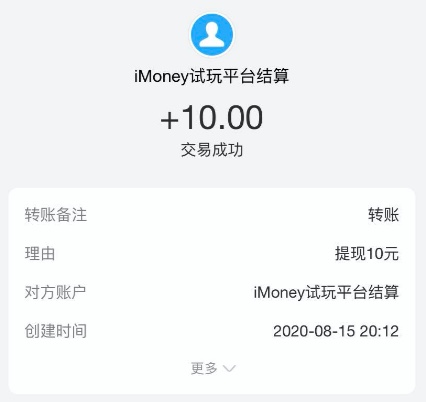 iMoney试玩平台结算
+10.00
交易成功
转账备注 转账
理由 提现10元
对方账户 iMoney试玩平台结算
创建时间 2020-08-15 20:12
更多